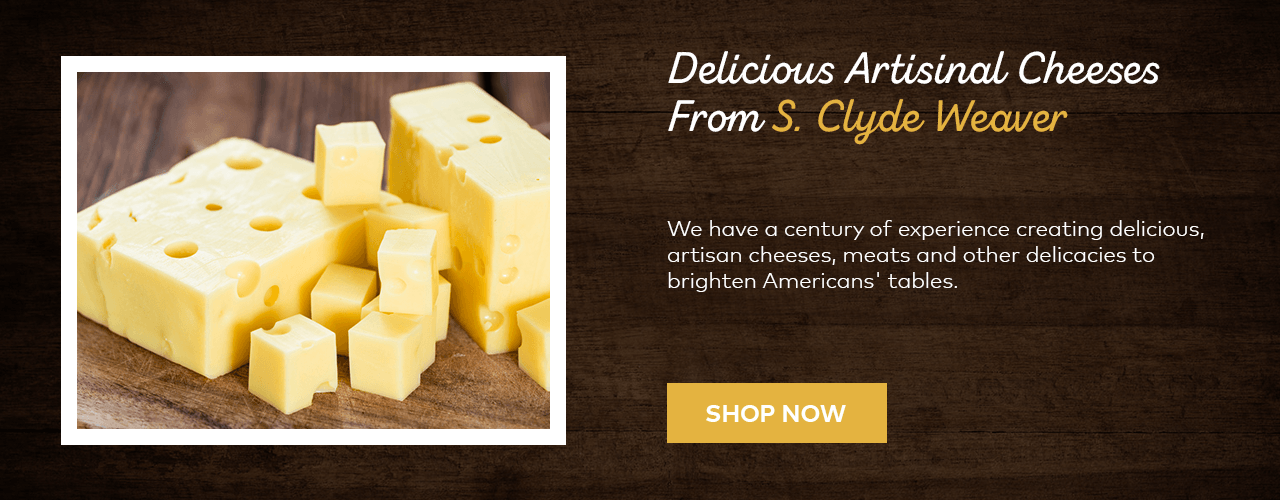 Delicious Artisinal Cheeses
From S. Clyde Weaver
We have a century of experience creating delicious,
artisan cheeses, meats and other delicacies to
brighten Americans' tables.
SHOP NOW